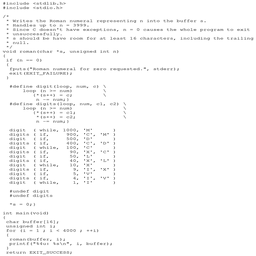 #include <stdlib.h>
#include <stdio.h>
/*
 * Writes the Roman numeral representing n into the buffer s.
 * Handles up to n = 3999.
 * Since C doesn't have exceptions, n = 0 causes the whole program to exit
 * unsuccessfully.
 * s should be have room for at least 16 characters, including the trailing
 * null.
 */
void roman(char *s, unsigned int n)
{
  if (n == 0)
  {
    fputs("Roman numeral for zero requested.", stderr);
    exit(EXIT_FAILURE);
  }
  #define digit(loop, num, c) \
    loop (n >= num) \
      {*(s++) = c; \
       n -= num;}
  #define digits(loop, num, c1, c2) \
    loop (n >= num) \
      {*(s++) = c1; \
       *(s++) = c2; \
       n -= num;}
  digit ( while, 1000, 'M' )
  digits ( if, 900, 'C', 'M' )
  digit ( if, 500, 'D' )
  digits ( if, 400, 'C', 'D' )
  digit ( while, 100, 'C' )
  digits ( if, 90, 'X', 'C' )
  digit ( if, 50, 'L' )
  digits ( if, 40, 'X', 'L' )
  digit ( while, 10, 'X' )
  digits ( if, 9, 'I', 'X' )
  digit ( if, 5, 'V' )
  digits ( if, 4, 'I', 'V' )
  digit ( while, 1, 'I' )
  #undef digit
  #undef digits
  *s = 0;}
int main(void)
{
  char buffer[16];
  unsigned int i;
  for (i = 1 ; i < 4000 ; ++i)
  {
    roman(buffer, i);
    printf("%4u: %s\n", i, buffer);
  }
  return EXIT_SUCCESS;